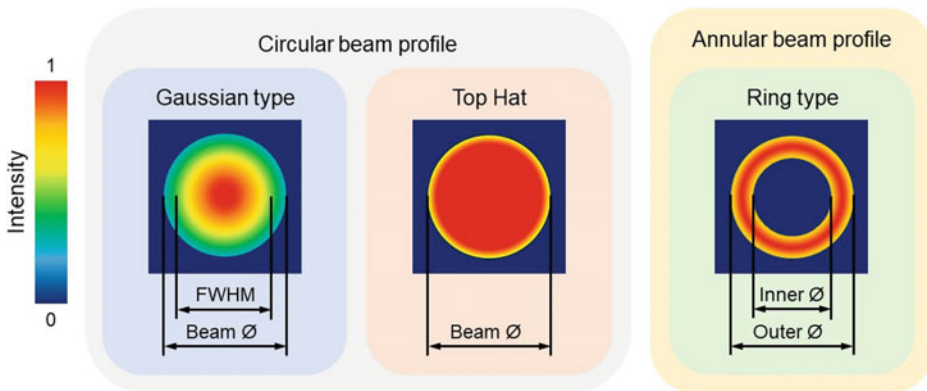 Circular beam profile
Annular beam profile
Gaussian type
Top Hat
Ring type
1
Intensity
0
FWHM
Beam Ø
Beam Ø
Inner Ø
Outer Ø